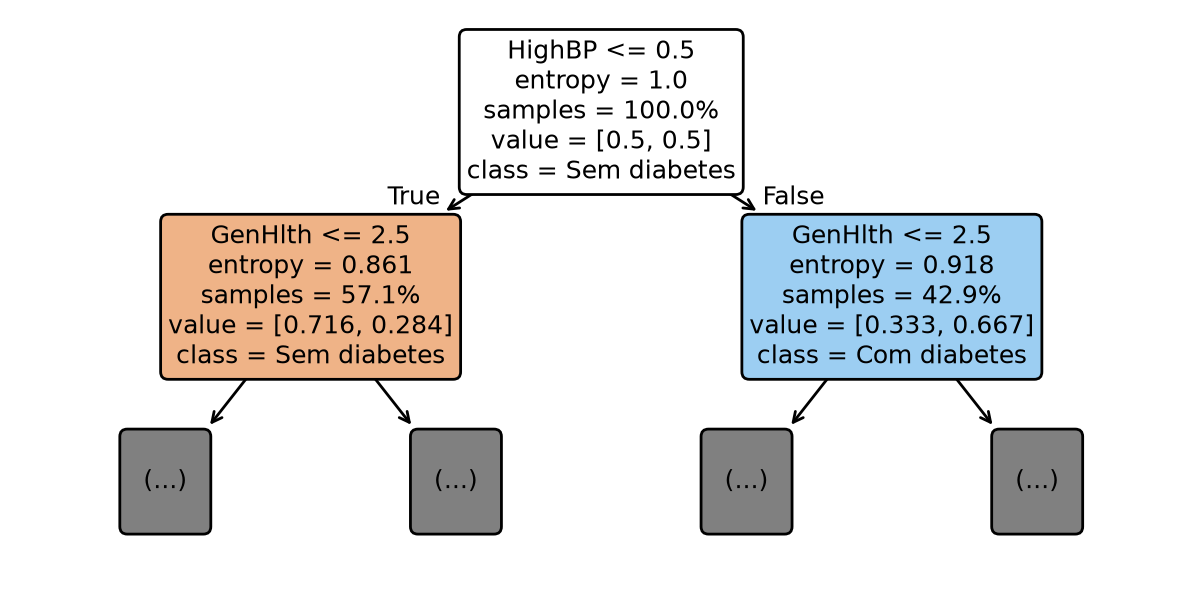 HighBP <= 0.5
entropy = 1.0
samples = 100.0%
value = [0.5, 0.5]
class = Sem diabetes
True
False
GenHlth <= 2.5
entropy = 0.861
samples = 57.1%
value = [0.716, 0.284]
class = Sem diabetes
GenHlth <= 2.5
entropy = 0.918
samples = 42.9%
value = [0.333, 0.667]
class = Com diabetes
(...)
(...)
(...)
(...)